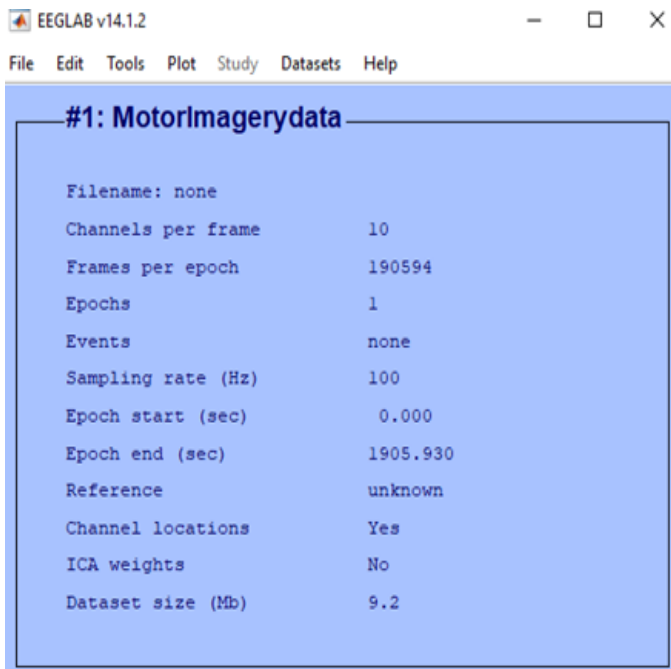 EEGLAB v14.1.2
File Edit Tools Plot Study Datasets Help
#1: MotorImagerydata
Filename: none
Channels per frame 10
Frames per epoch 190594
Epochs 1
Events none
Sampling rate (Hz) 100
Epoch start (sec) 0.000
Epoch end (sec) 1905.930
Reference unknown
Channel locations Yes
ICA weights No
Dataset size (Mb) 9.2